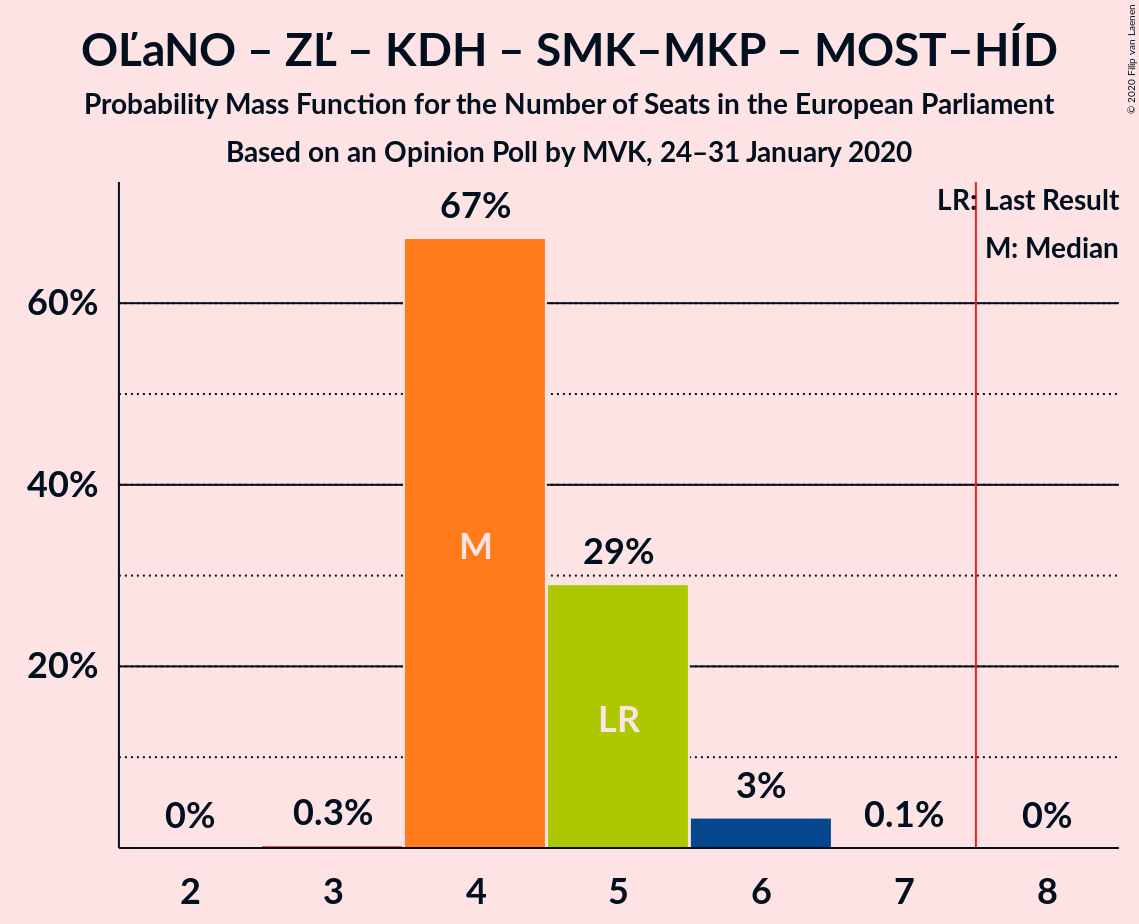 OĽaNO – ZĽ – KDH – SMK–MKP – MOST–HÍD
Probability Mass Function for the Number of Seats in the European Parliament
Based on an Opinion Poll by MVK, 24–31 January 2020
© 2020 Filip van Laenen
LR: Last Result
M: Median
67%
60%
40%
20%
M
29%
LR
0%
0.3%
3%
0.1%
0%
2 3 4 5 6 7 8